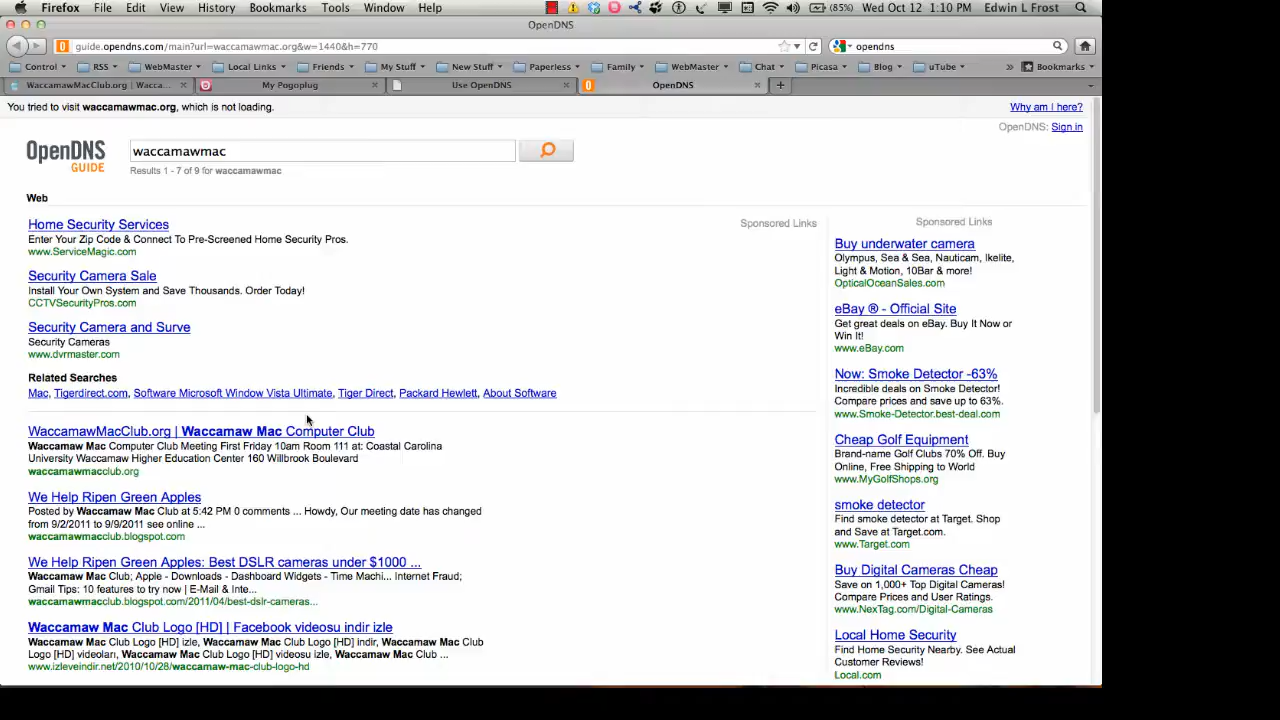 Firefox File Edit View History Bookmarks Tools Window Help (85%) Wed Oct 12 1:10 PM Edwin L Frost
OpenDNS
guide.opendns.com/main?url=waccamawmac.org&w=1440&h=770 opendns
Control RSS WebMaster Local Links Friends My Stuff New Stuff Paperless Family WebMaster Chat Picasa Blog uTube » Bookmarks
WaccamawMacClub.org | Wacca... My Pogoplug Use OpenDNS OpenDNS
You tried to visit waccamawmac.org, which is not loading. Why am I here?
OpenDNS: Sign in
OpenDNS
GUIDE
waccamawmac
Results 1 - 7 of 9 for waccamawmac
Web
Sponsored Links
Home Security Services
Enter Your Zip Code & Connect To Pre-Screened Home Security Pros.
www.ServiceMagic.com
Security Camera Sale
Install Your Own System and Save Thousands. Order Today!
CCTVSecurityPros.com
Security Camera and Surve
Security Cameras
www.dvrmaster.com
Related Searches
Mac, Tigerdirect.com, Software Microsoft Window Vista Ultimate, Tiger Direct, Packard Hewlett, About Software
WaccamawMacClub.org | Waccamaw Mac Computer Club
Waccamaw Mac Computer Club Meeting First Friday 10am Room 111 at: Coastal Carolina
University Waccamaw Higher Education Center 160 Willbrook Boulevard
waccamawmacclub.org
We Help Ripen Green Apples
Posted by Waccamaw Mac Club at 5:42 PM 0 comments ... Howdy, Our meeting date has changed
from 9/2/2011 to 9/9/2011 see online ...
waccamawmacclub.blogspot.com
We Help Ripen Green Apples: Best DSLR cameras under $1000 ...
Waccamaw Mac Club; Apple - Downloads - Dashboard Widgets - Time Machi... Internet Fraud;
Gmail Tips: 10 features to try now | E-Mail & Inte...
waccamawmacclub.blogspot.com/2011/04/best-dslr-cameras...
Waccamaw Mac Club Logo [HD] | Facebook videosu indir izle
Waccamaw Mac Club Logo [HD] izle, Waccamaw Mac Club Logo [HD] indir, Waccamaw Mac Club
Logo [HD] videoları, Waccamaw Mac Club Logo [HD] videosu izle, Waccamaw Mac Club ...
www.izleveindir.net/2010/10/28/waccamaw-mac-club-logo-hd
Sponsored Links
Buy underwater camera
Olympus, Sea & Sea, Nauticam, Ikelite,
Light & Motion, 10Bar & more!
OpticalOceanSales.com
eBay ® - Official Site
Get great deals on eBay. Buy It Now or
Win It!
www.eBay.com
Now: Smoke Detector -63%
Incredible deals on Smoke Detector!
Compare prices and save up to 63%.
www.Smoke-Detector.best-deal.com
Cheap Golf Equipment
Brand-name Golf Clubs 70% Off. Buy
Online, Free Shipping to World
www.MyGolfShops.org
smoke detector
Find smoke detector at Target. Shop
and Save at Target.com.
www.Target.com
Buy Digital Cameras Cheap
Save on 1,000+ Top Digital Cameras!
Compare Prices and User Ratings.
www.NexTag.com/Digital-Cameras
Local Home Security
Find Home Security Nearby. See Actual
Customer Reviews!
Local.com